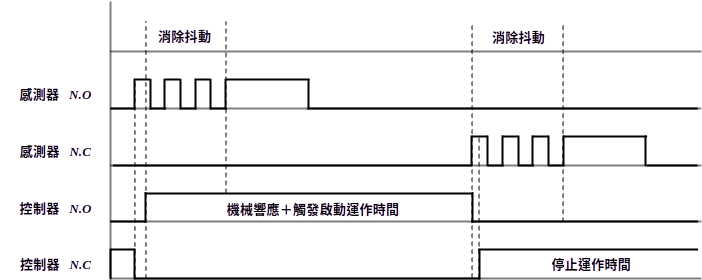 消除抖動
消除抖動
感測器 N.O
感測器 N.C
控制器 N.O
機械響應＋觸發啟動運作時間
控制器 N.C
停止運作時間